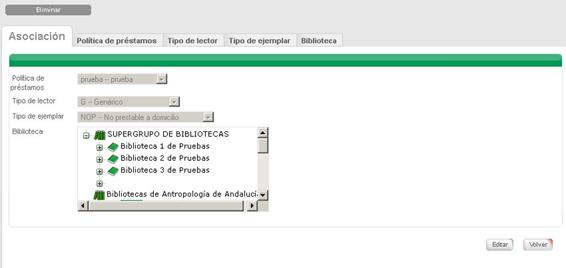 Eliminar
Asociación
Política de préstamos
Tipo de lector
Tipo de ejemplar
Biblioteca
Política de préstamos
prueba – prueba
Tipo de lector
G – Genérico
Tipo de ejemplar
NOP – No prestable a domicilio
Biblioteca
SUPERGRUPO DE BIBLIOTECAS
Biblioteca 1 de Pruebas
Biblioteca 2 de Pruebas
Biblioteca 3 de Pruebas
Bibliotecas de Antropología de Andalucí
Editar
Volver